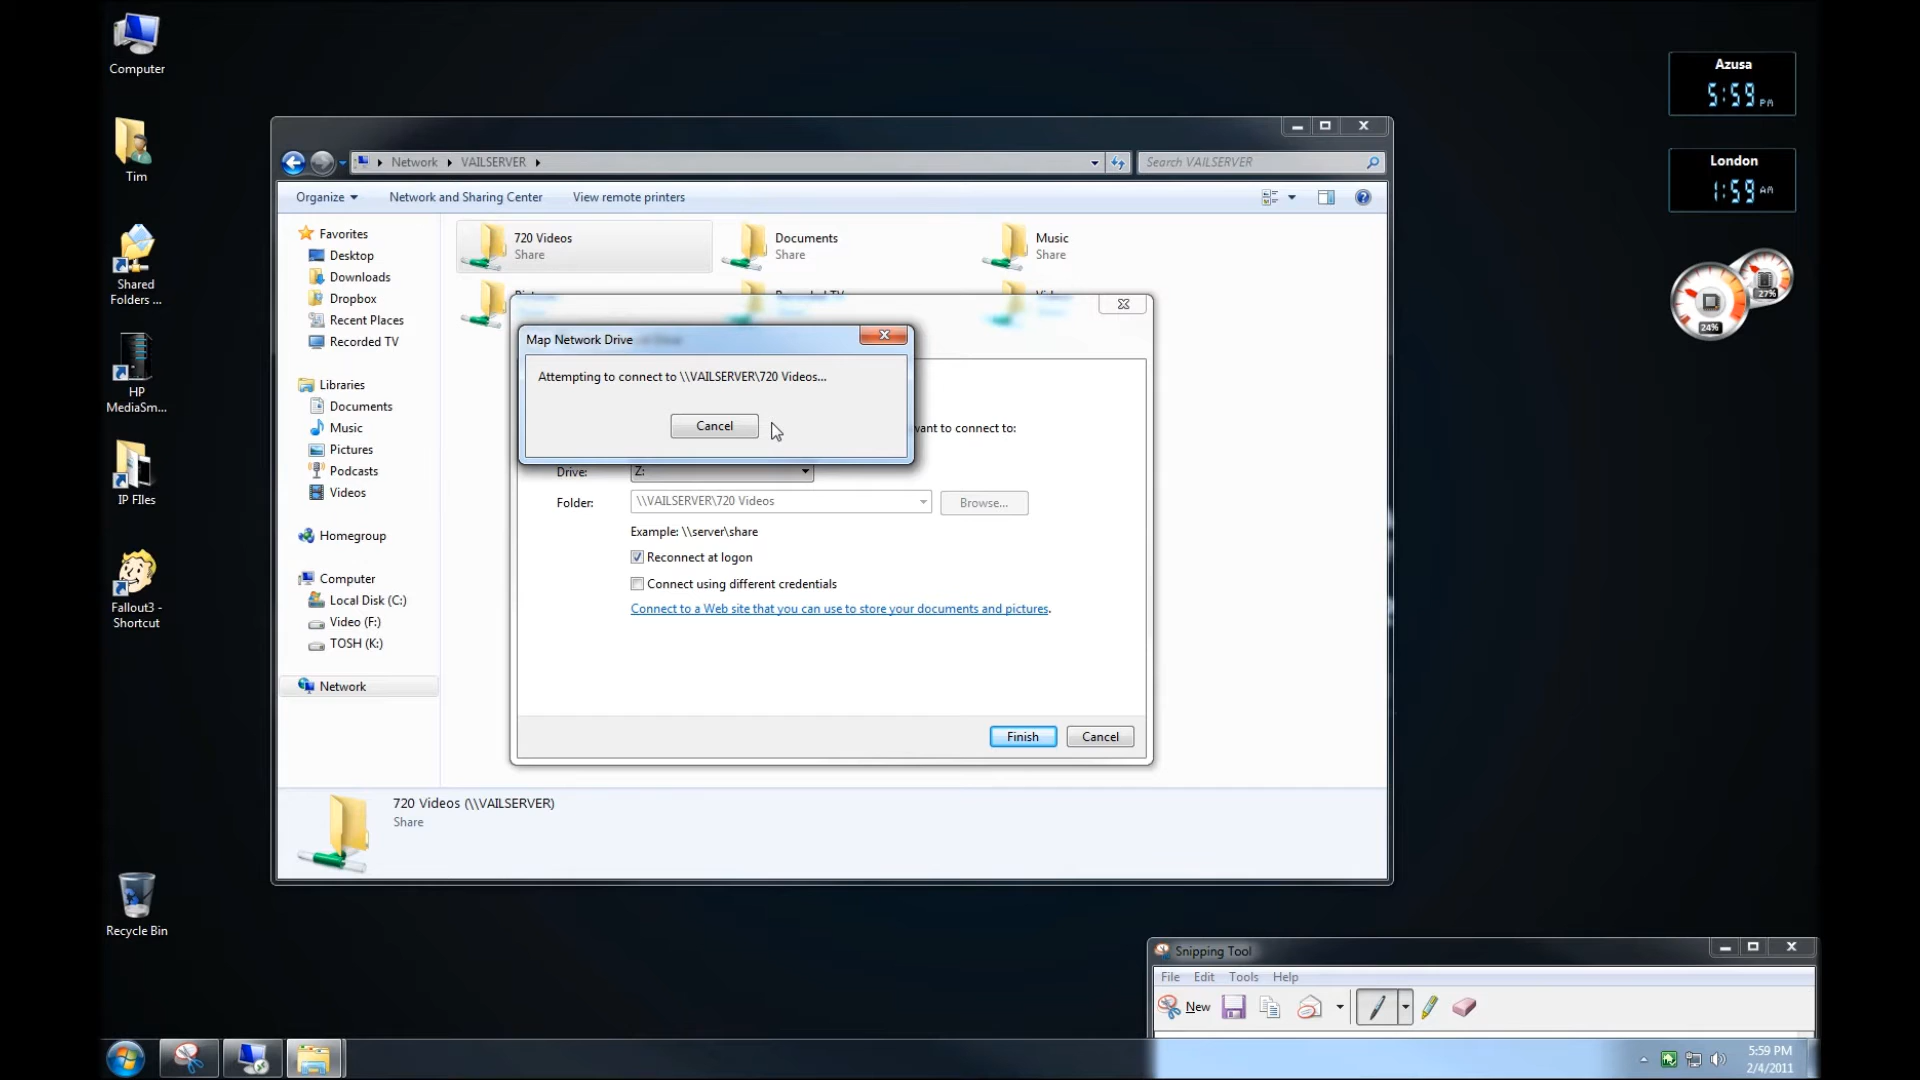 Computer
Tim
Shared
Folders ...
HP
MediaSm...
IP FIles
Fallout3 -
Shortcut
Recycle Bin
Azusa
5:59 PM
London
1:59 AM
27%
24%
Network ▸ VAILSERVER ▸
Search VAILSERVER
Organize
Network and Sharing Center
View remote printers
Favorites
Desktop
Downloads
Dropbox
Recent Places
Recorded TV
Libraries
Documents
Music
Pictures
Podcasts
Videos
Homegroup
Computer
Local Disk (C:)
Video (F:)
TOSH (K:)
Network
720 Videos
Share
Documents
Share
Music
Share
Map Network Drive
Attempting to connect to \\VAILSERVER\720 Videos...
Cancel
want to connect to:
Drive:
Z:
Folder:
\\VAILSERVER\720 Videos
Browse...
Example: \\server\share
Reconnect at logon
Connect using different credentials
Connect to a Web site that you can use to store your documents and pictures.
Finish
Cancel
720 Videos (\\VAILSERVER)
Share
Snipping Tool
File Edit Tools Help
New
5:59 PM
2/4/2011